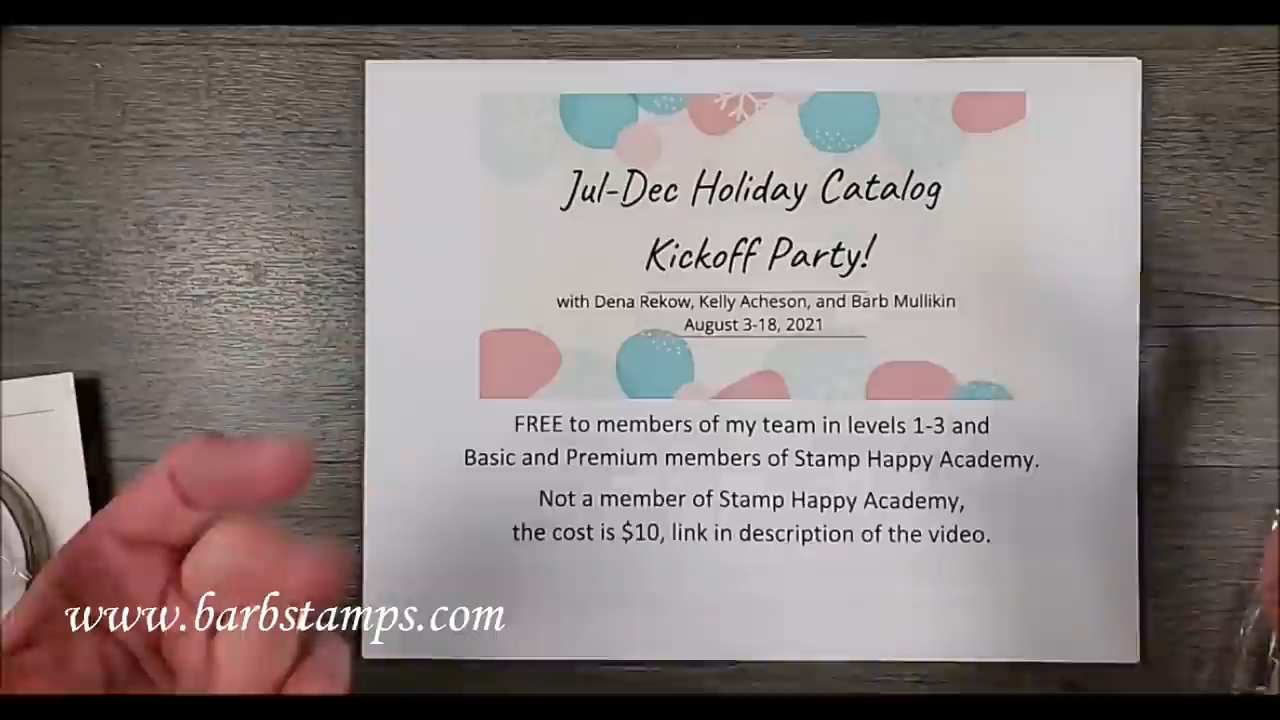 Jul-Dec Holiday Catalog
Kickoff Party!
with Dena Rekow, Kelly Acheson, and Barb Mullikin
August 3-18, 2021
FREE to members of my team in levels 1-3 and
Basic and Premium members of Stamp Happy Academy.
Not a member of Stamp Happy Academy,
the cost is $10, link in description of the video.
www.barbstamps.com